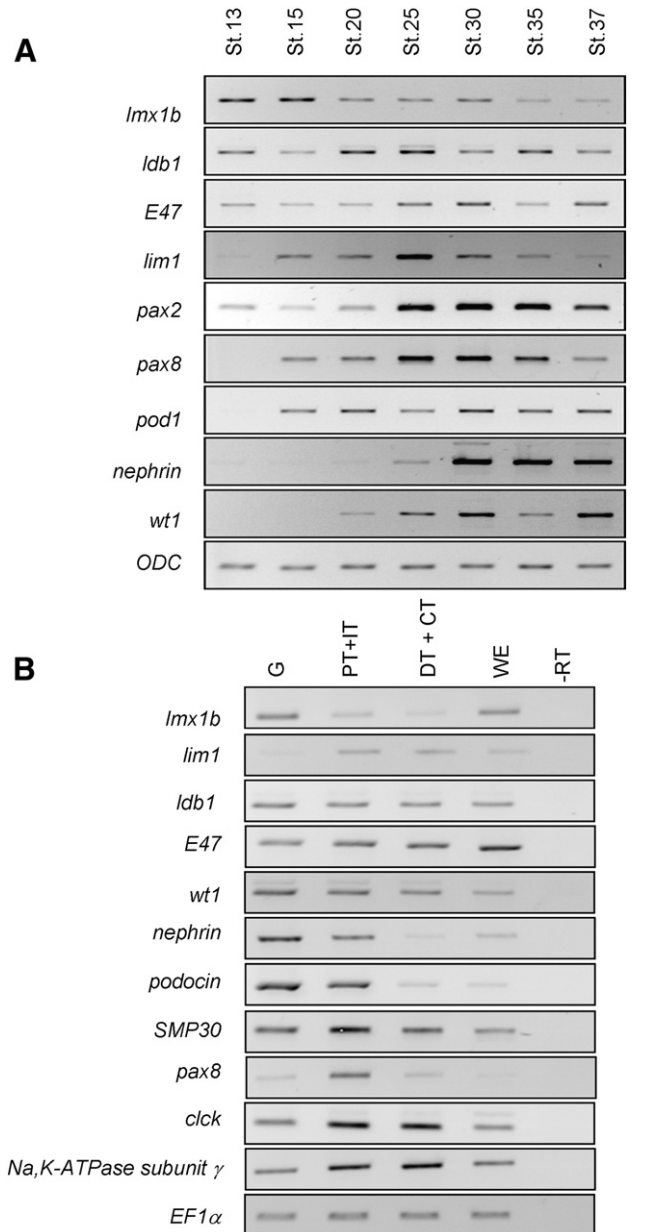 A
St.13 St.15 St.20 St.25 St.30 St.35 St.37
lmx1b
ldb1
E47
lim1
pax2
pax8
pod1
nephrin
wt1
ODC
B
G PT+IT DT + CT WE -RT
lmx1b
lim1
ldb1
E47
wt1
nephrin
podocin
SMP30
pax8
clck
Na,K-ATPase subunit γ
EF1α